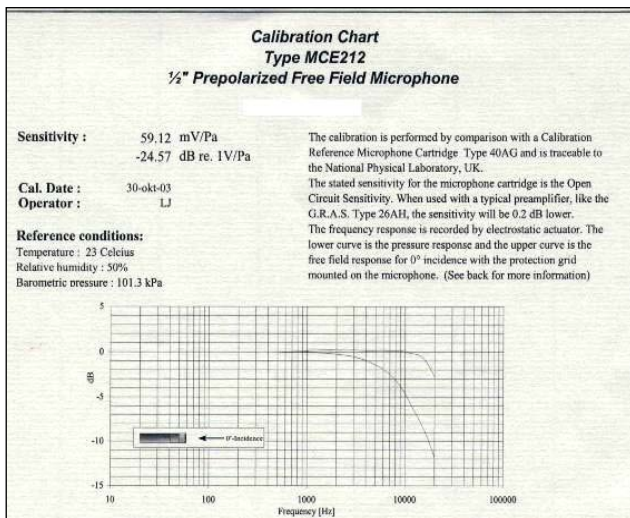 Calibration Chart
Type MCE212
½" Prepolarized Free Field Microphone
Sensitivity : 59,12 mV/Pa
-24.57 dB re. 1V/Pa
Cal. Date : 30-okt-03
Operator : LJ
Reference conditions:
Temperature : 23 Celcius
Relative humidity : 50%
Barometric pressure : 101.3 kPa
The calibration is performed by comparison with a Calibration
Reference Microphone Cartridge Type 40AG and is traceable to
the National Physical Laboratory, UK.
The stated sensitivity for the microphone cartridge is the Open
Circuit Sensitivity. When used with a typical preamplifier, like the
G.R.A.S. Type 26AH, the sensitivity will be 0.2 dB lower.
The frequency response is recorded by electrostatic actuator. The
lower curve is the pressure response and the upper curve is the
free field response for 0° incidence with the protection grid
mounted on the microphone. (See back for more information)
5
0
dB
-5
-10
0°-Incidence
-15
10 100 1000 10000 100000
Frequency [Hz]